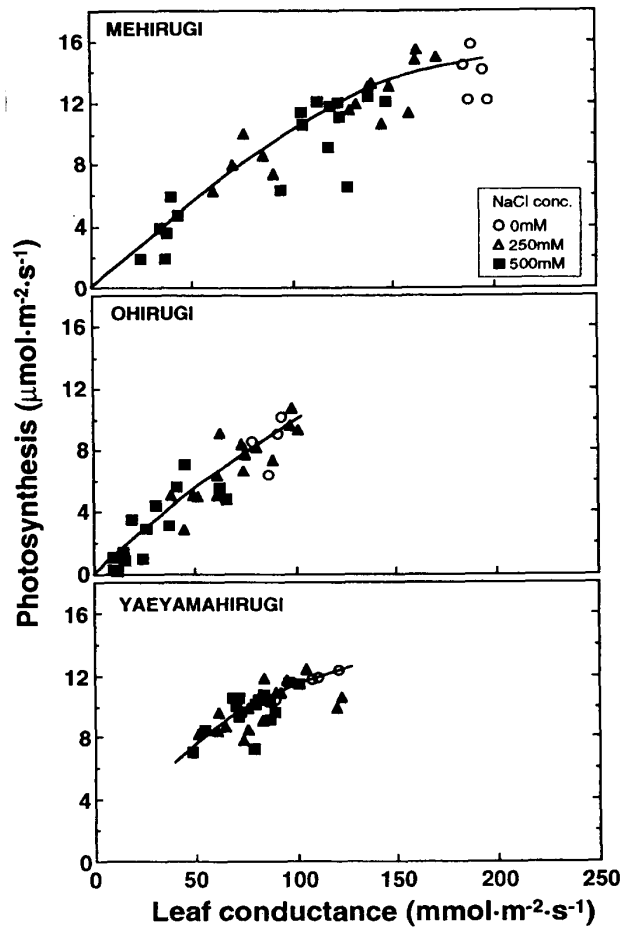 MEHIRUGI
16
12
8
4
0
NaCl conc.
0mM
250mM
500mM
OHIRUGI
16
12
8
4
0
YAEYAMAHIRUGI
16
12
8
4
0
0 50 100 150 200 250
Photosynthesis (μmol·m-2·s-1)
Leaf conductance (mmol·m-2·s-1)